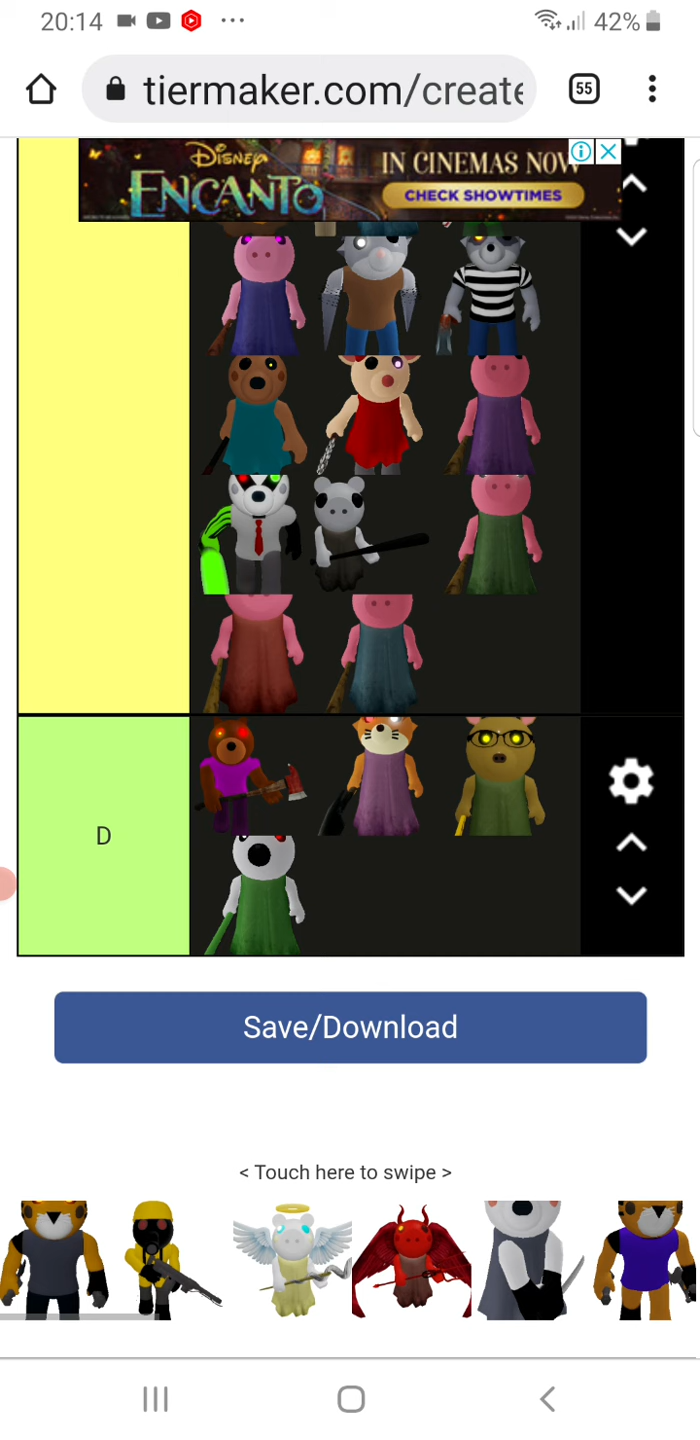 20:14
42%
tiermaker.com/create
55
Disney
ENCANTO
IN CINEMAS NOW
CHECK SHOWTIMES
D
Save/Download
< Touch here to swipe >